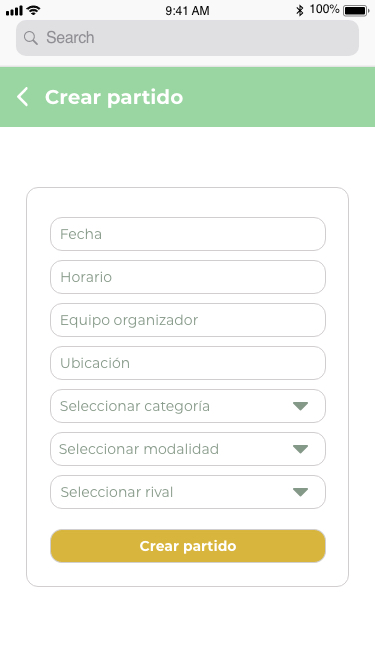 9:41 AM 100%
Search
Crear partido
Fecha
Horario
Equipo organizador
Ubicación
Seleccionar categoría
Seleccionar modalidad
Seleccionar rival
Crear partido